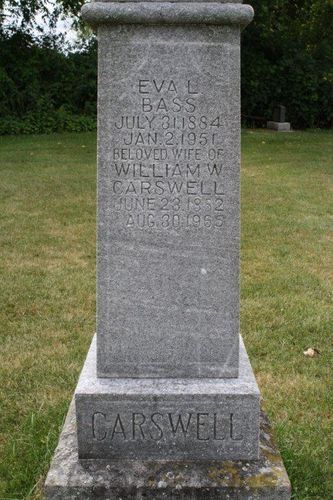 EVA L.
BASS
JULY 31, 1884
JAN. 2, 1951
BELOVED WIFE OF
WILLIAM W.
CARSWELL
JUNE 23, 1882
AUG. 30, 1965
CARSWELL